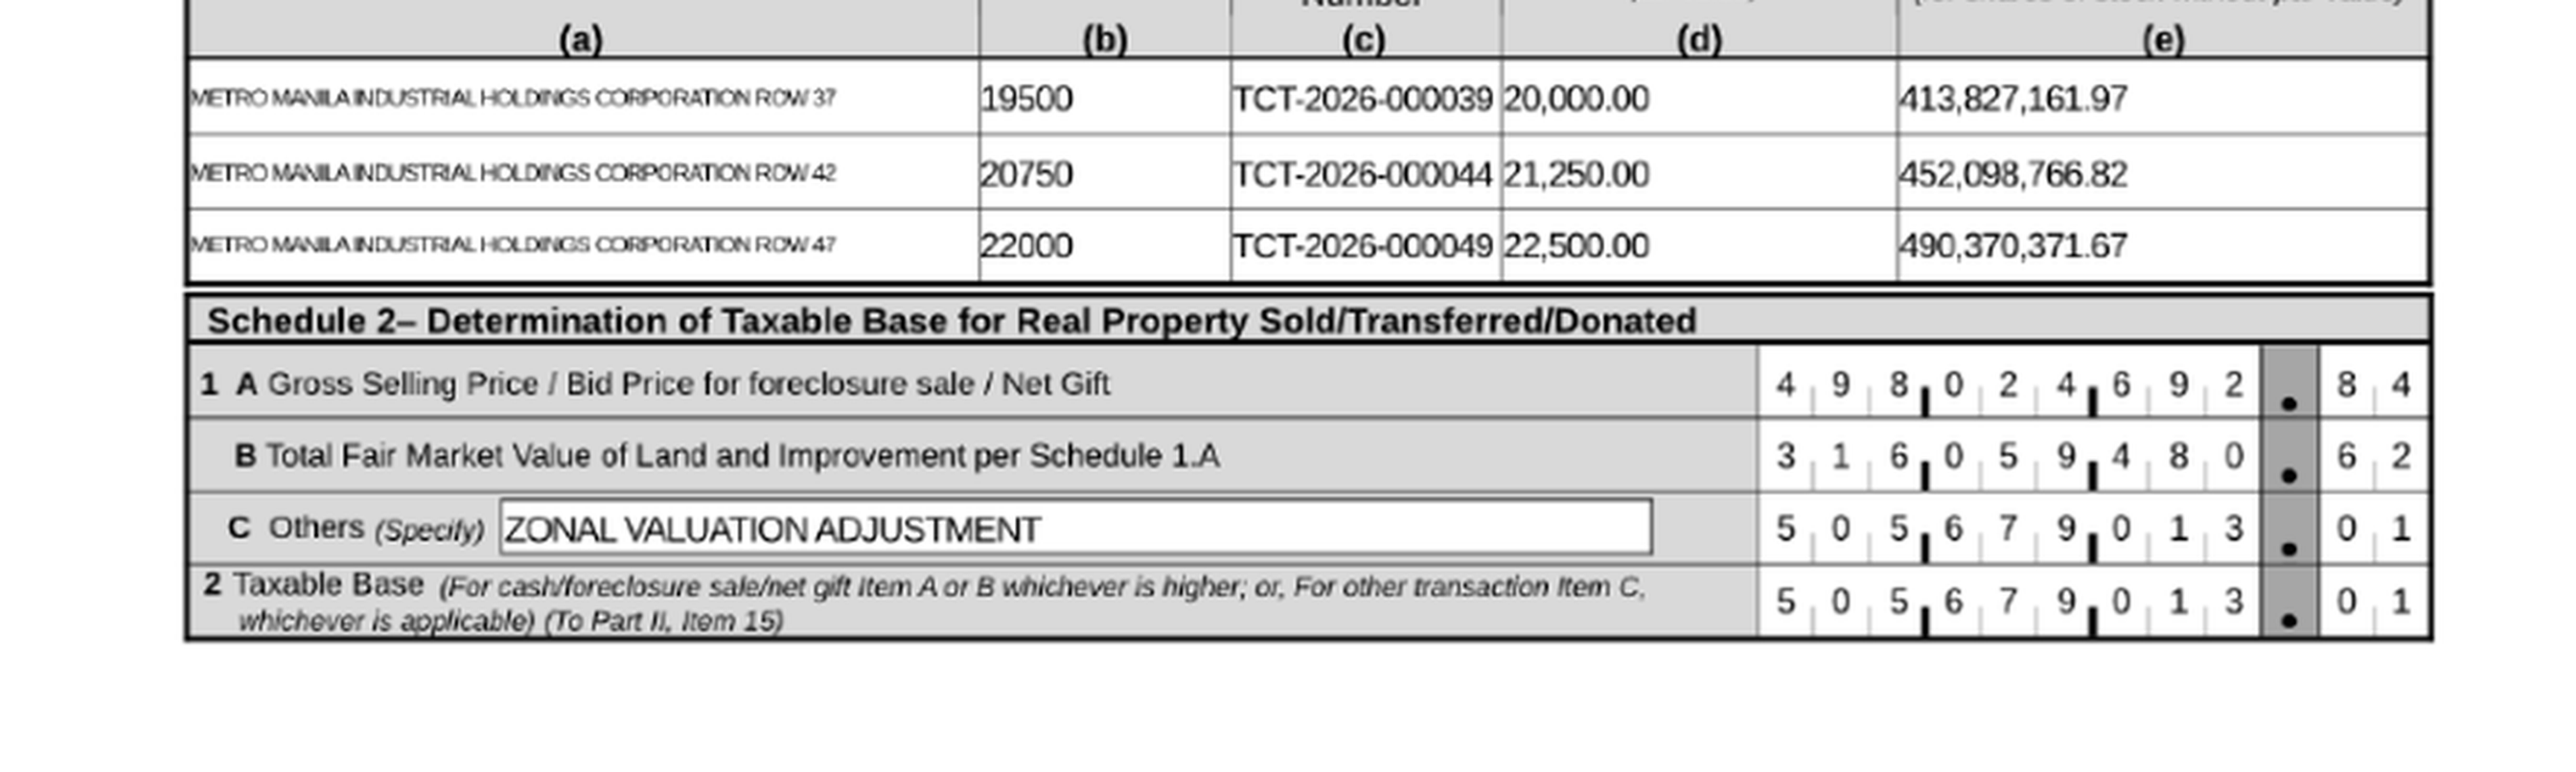 Number
(a) (b) (c) (d) (e)
METRO MANILA INDUSTRIAL HOLDINGS CORPORATION ROW 37 19500 TCT-2026-000039 20,000.00 413,827,161.97
METRO MANILA INDUSTRIAL HOLDINGS CORPORATION ROW 42 20750 TCT-2026-000044 21,250.00 452,098,766.82
METRO MANILA INDUSTRIAL HOLDINGS CORPORATION ROW 47 22000 TCT-2026-000049 22,500.00 490,370,371.67
Schedule 2– Determination of Taxable Base for Real Property Sold/Transferred/Donated
1 A Gross Selling Price / Bid Price for foreclosure sale / Net Gift 4 9 8 0 2 4 6 9 2 . 8 4
B Total Fair Market Value of Land and Improvement per Schedule 1.A 3 1 6 0 5 9 4 8 0 . 6 2
C Others (Specify) ZONAL VALUATION ADJUSTMENT 5 0 5 6 7 9 0 1 3 . 0 1
2 Taxable Base (For cash/foreclosure sale/net gift Item A or B whichever is higher; or, For other transaction Item C, 5 0 5 6 7 9 0 1 3 . 0 1
whichever is applicable) (To Part II, Item 15)